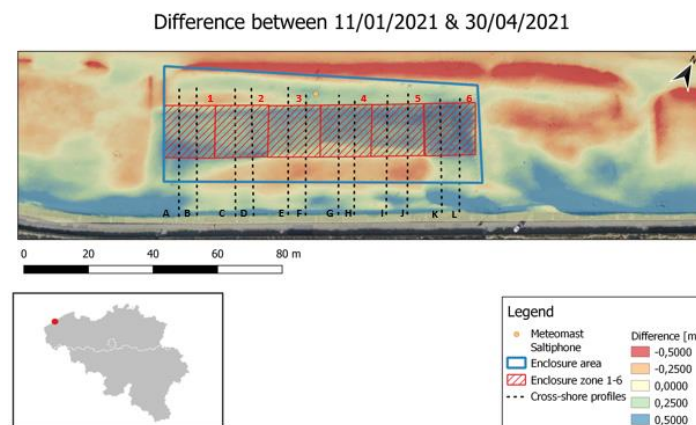 Difference between 11/01/2021 & 30/04/2021
N
1 2 3 4 5 6
A B C D E F G H I J K L
0 20 40 60 80 m
Legend
Meteomast
Saltiphone
Enclosure area
Enclosure zone 1-6
Cross-shore profiles
Difference [m
-0,5000
-0,2500
0,0000
0,2500
0,5000